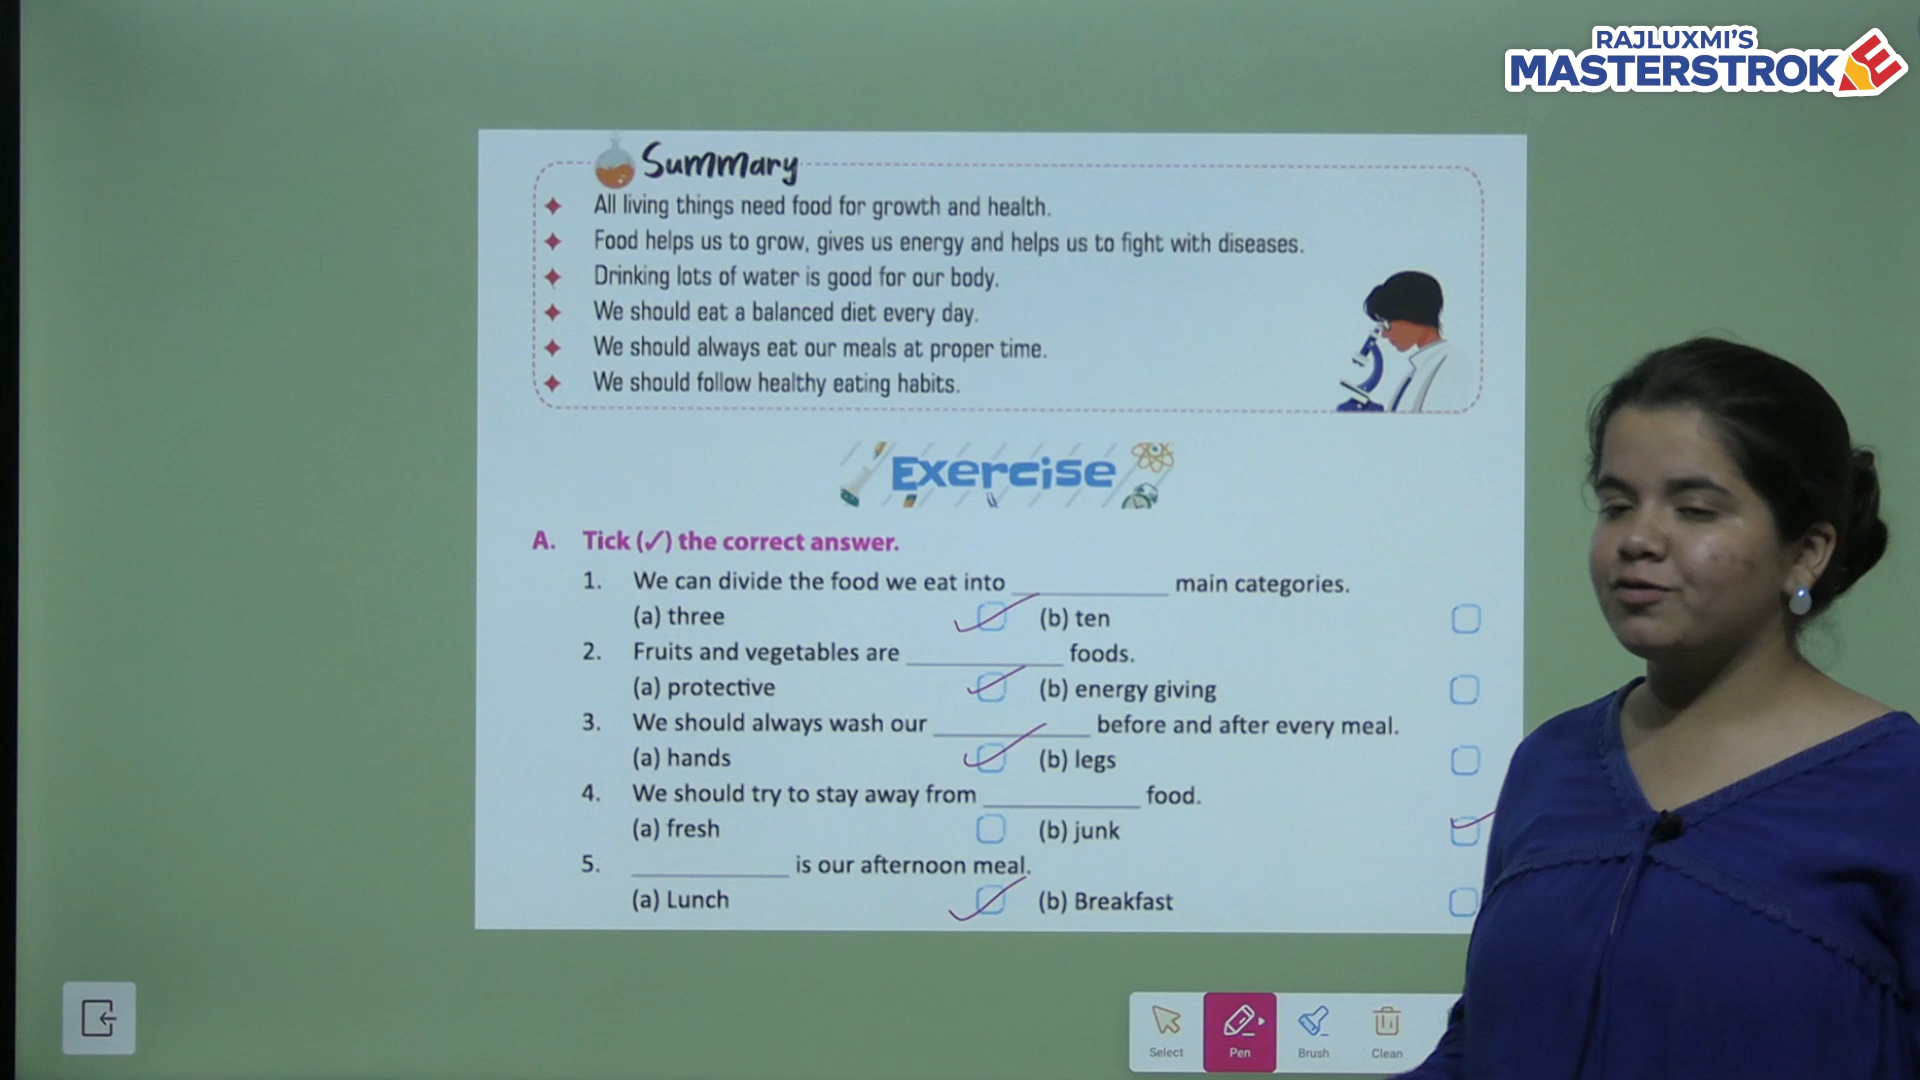 RAJLUXMI'S
MASTERSTROKE
Summary
All living things need food for growth and health.
Food helps us to grow, gives us energy and helps us to fight with diseases.
Drinking lots of water is good for our body.
We should eat a balanced diet every day.
We should always eat our meals at proper time.
We should follow healthy eating habits.
Exercise
A. Tick (✓) the correct answer.
1. We can divide the food we eat into ____________ main categories.
(a) three (b) ten
2. Fruits and vegetables are ____________ foods.
(a) protective (b) energy giving
3. We should always wash our ____________ before and after every meal.
(a) hands (b) legs
4. We should try to stay away from ____________ food.
(a) fresh (b) junk
5. ____________ is our afternoon meal.
(a) Lunch (b) Breakfast
Select Pen Brush Clean